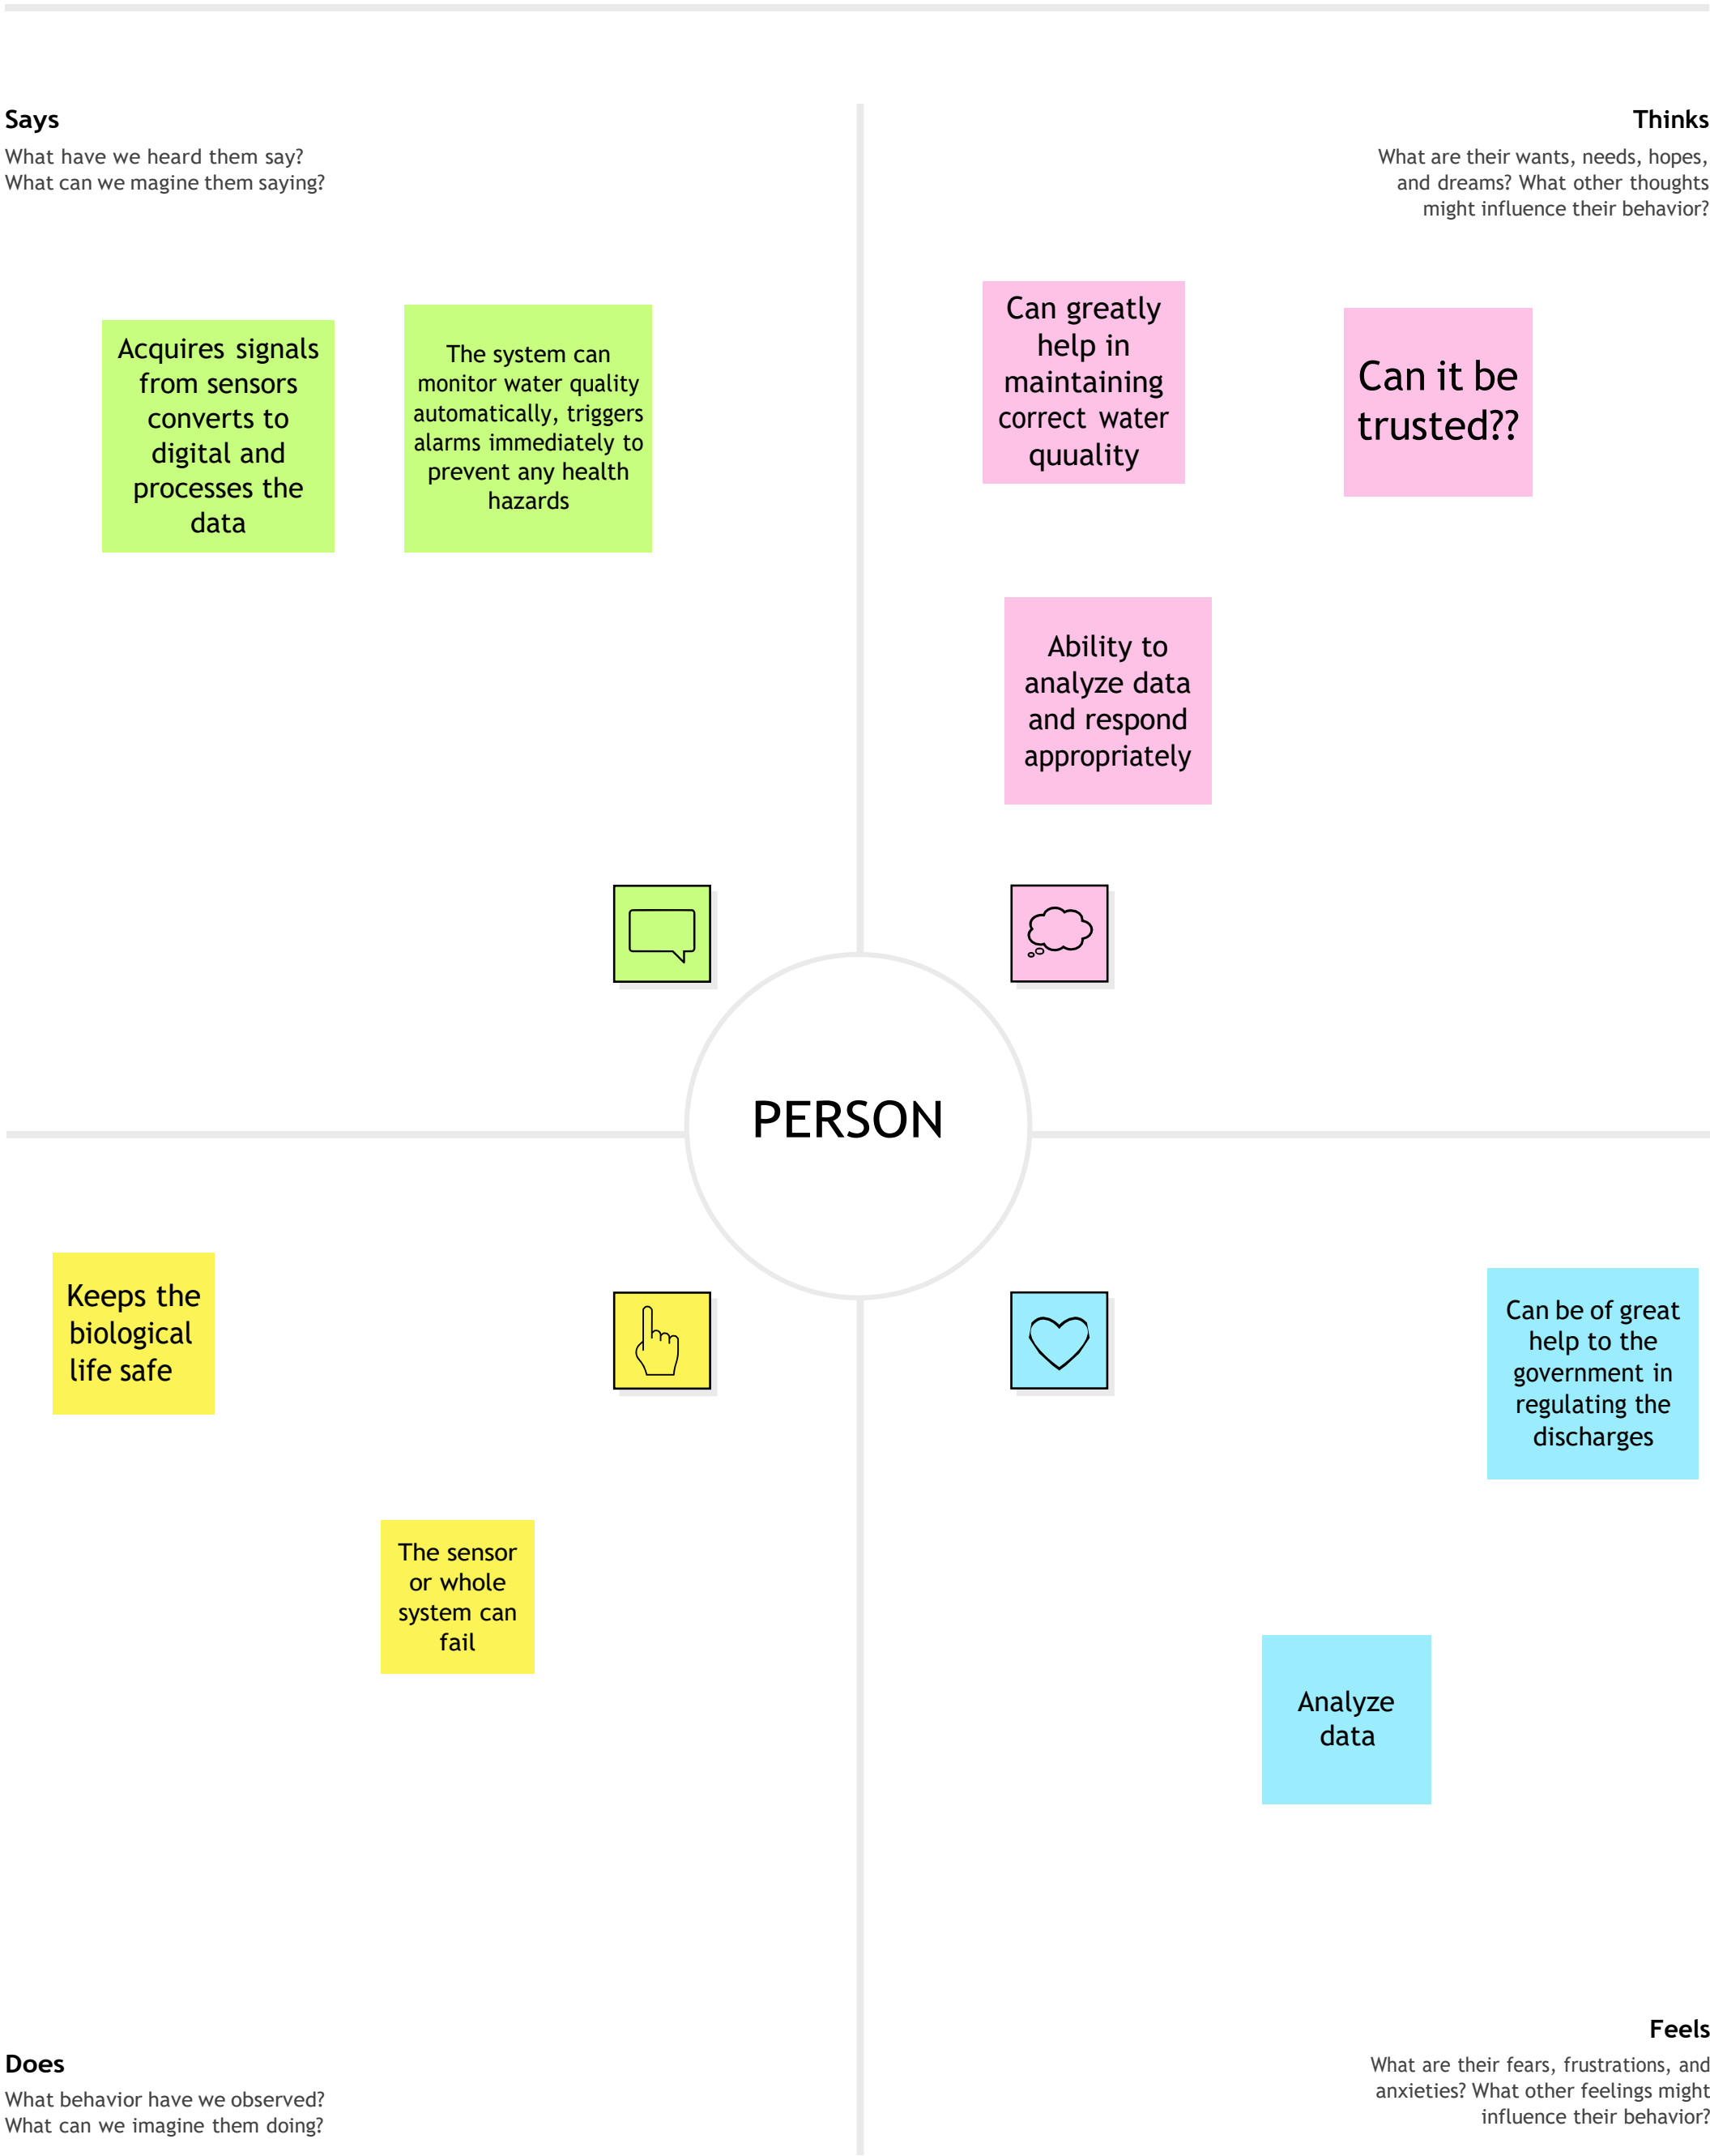 Says
What have we heard them say?
What can we magine them saying?
Thinks
What are their wants, needs, hopes,
and dreams? What other thoughts
might influence their behavior?
Acquires signals
from sensors
converts to
digital and
processes the
data
The system can
monitor water quality
automatically, triggers
alarms immediately to
prevent any health
hazards
Can greatly
help in
maintaining
correct water
quuality
Can it be
trusted??
Ability to
analyze data
and respond
appropriately
PERSON
Keeps the
biological
life safe
The sensor
or whole
system can
fail
Can be of great
help to the
government in
regulating the
discharges
Analyze
data
Does
What behavior have we observed?
What can we imagine them doing?
Feels
What are their fears, frustrations, and
anxieties? What other feelings might
influence their behavior?